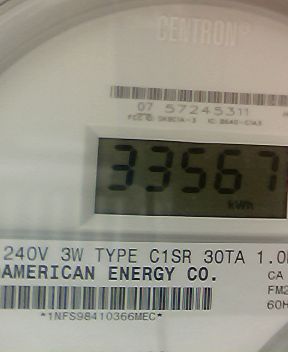 CENTRON®
07 57245311
33567
kWh
240V 3W TYPE C1SR 30TA 1.0
AMERICAN ENERGY CO.
CA
FM2
60H
*1NFS98410366MEC*